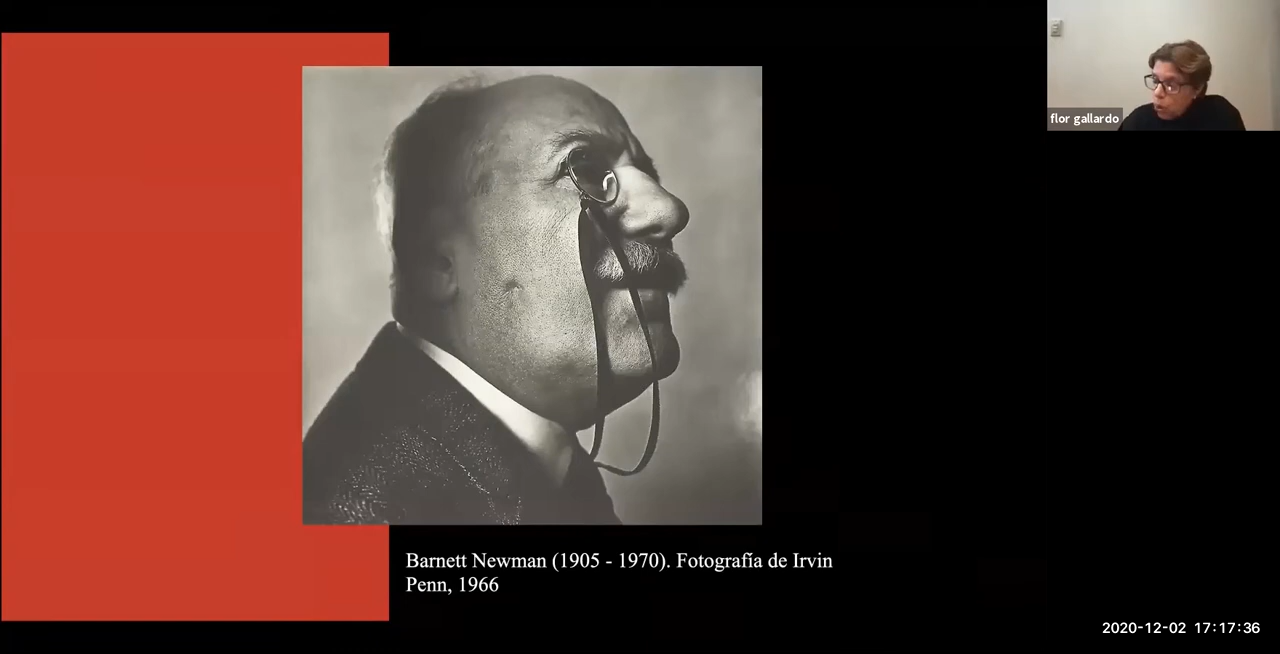 flor gallardo
Barnett Newman (1905 - 1970). Fotografía de Irvin
Penn, 1966
2020-12-02 17:17:36